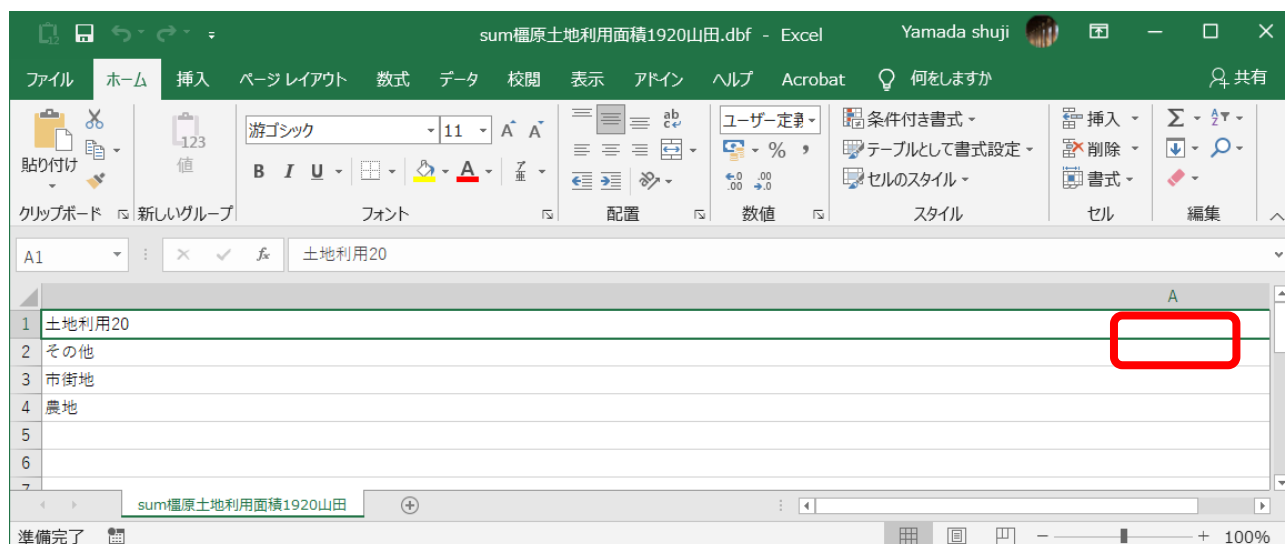 sum橿原土地利用面積1920山田.dbf - Excel
Yamada shuji
ファイル ホーム 挿入 ページ レイアウト 数式 データ 校閲 表示 アドイン ヘルプ Acrobat 何をしますか 共有
貼り付け
クリップボード
123
値
新しいグループ
游ゴシック 11 A A
B I U A
フォント
ab
配置
ユーザー定義
% ,
.0 .00
.00 .0
数値
条件付き書式
テーブルとして書式設定
セルのスタイル
スタイル
挿入
削除
書式
セル
Σ
編集
A1 fx 土地利用20
A
1 土地利用20
2 その他
3 市街地
4 農地
5
6
7
sum橿原土地利用面積1920山田
準備完了
100%